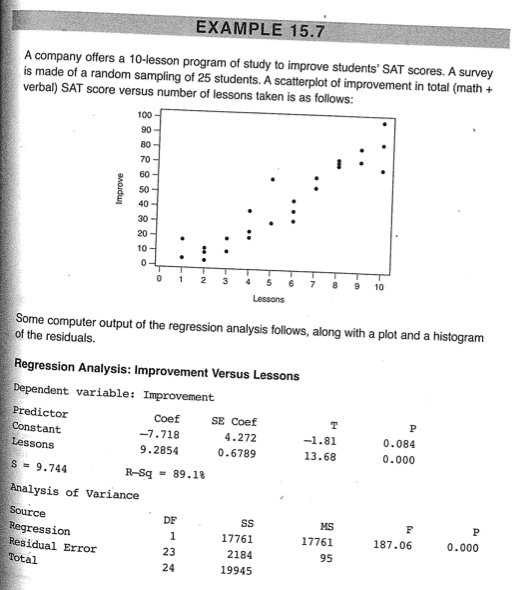 EXAMPLE 15.7
A company offers a 10-lesson program of study to improve students' SAT scores. A survey
is made of a random sampling of 25 students. A scatterplot of improvement in total (math +
verbal) SAT score versus number of lessons taken is as follows:
100
90
80
70
60
50
40
30
20
10
0
Improve
0 1 2 3 4 5 6 7 8 9 10
Lessons
Some computer output of the regression analysis follows, along with a plot and a histogram
of the residuals.
Regression Analysis: Improvement Versus Lessons
Dependent variable: Improvement
Predictor Coef SE Coef T P
Constant -7.718 4.272 -1.81 0.084
Lessons 9.2854 0.6789 13.68 0.000
S = 9.744 R-Sq = 89.1%
Analysis of Variance
Source DF SS MS F P
Regression 1 17761 17761 187.06 0.000
Residual Error 23 2184 95
Total 24 19945